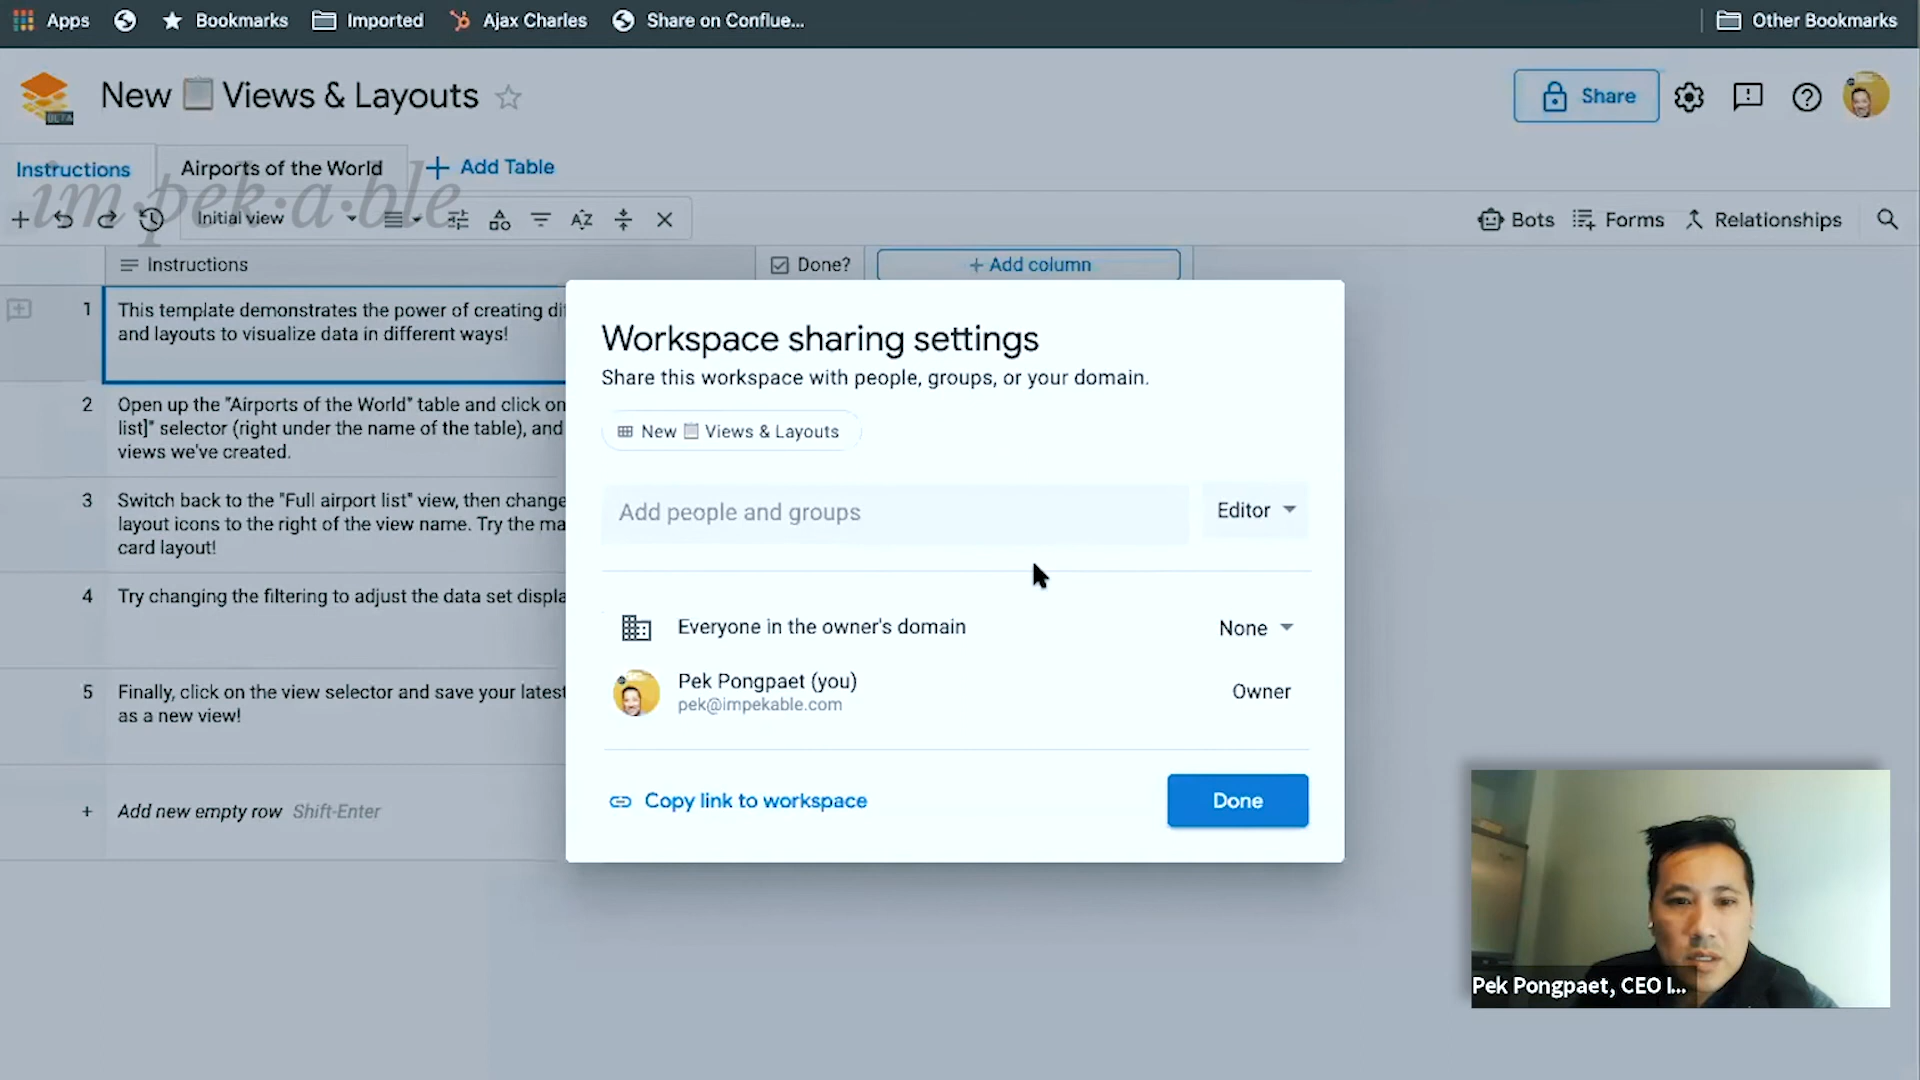 Apps
Bookmarks
Imported
Ajax Charles
Share on Conflue...
Other Bookmarks
BETA
New 📋 Views & Layouts
Share
Instructions
Airports of the World
+ Add Table
im·pek·a·ble
Initial view
Bots
Forms
Relationships
Instructions
Done?
+ Add column
1
This template demonstrates the power of creating di
and layouts to visualize data in different ways!
2
Open up the "Airports of the World" table and click on
list]" selector (right under the name of the table), and
views we've created.
3
Switch back to the "Full airport list" view, then change
layout icons to the right of the view name. Try the ma
card layout!
4
Try changing the filtering to adjust the data set displa
5
Finally, click on the view selector and save your latest
as a new view!
+ Add new empty row Shift-Enter
Workspace sharing settings
Share this workspace with people, groups, or your domain.
New 📋 Views & Layouts
Add people and groups
Editor
Everyone in the owner's domain
None
Pek Pongpaet (you)
pek@impekable.com
Owner
Copy link to workspace
Done
Pek Pongpaet, CEO I...